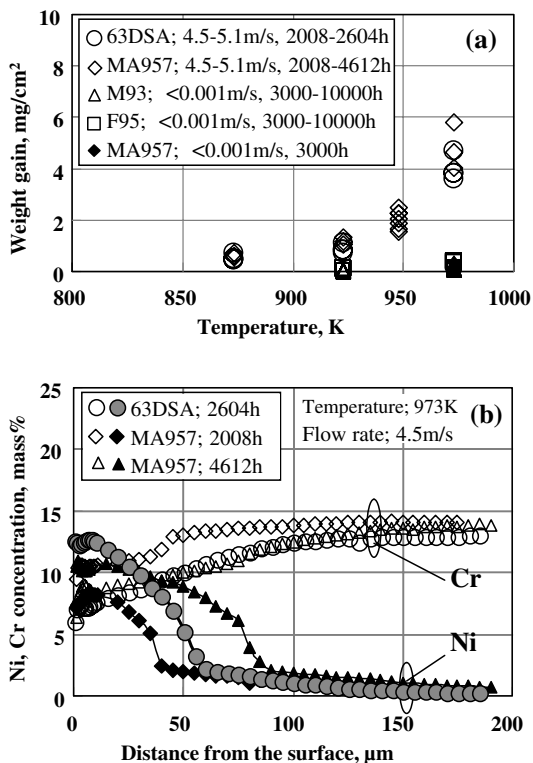 63DSA; 4.5-5.1m/s, 2008-2604h
(a)
MA957; 4.5-5.1m/s, 2008-4612h
M93; <0.001m/s, 3000-10000h
F95; <0.001m/s, 3000-10000h
MA957; <0.001m/s, 3000h
Weight gain, mg/cm²
10
8
6
4
2
0
800
850
900
950
1000
Temperature, K
63DSA; 2604h
MA957; 2008h
MA957; 4612h
Temperature; 973K
Flow rate; 4.5m/s
(b)
Cr
Ni
Ni, Cr concentration, mass%
25
20
15
10
5
0
0
50
100
150
200
Distance from the surface, μm